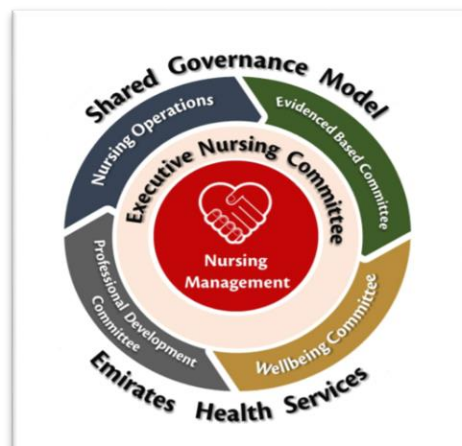 Shared Governance Model
Nursing Operations
Evidenced Based Committee
Executive Nursing Committee
Nursing
Management
Professional Development
Committee
Wellbeing Committee
Emirates Health Services